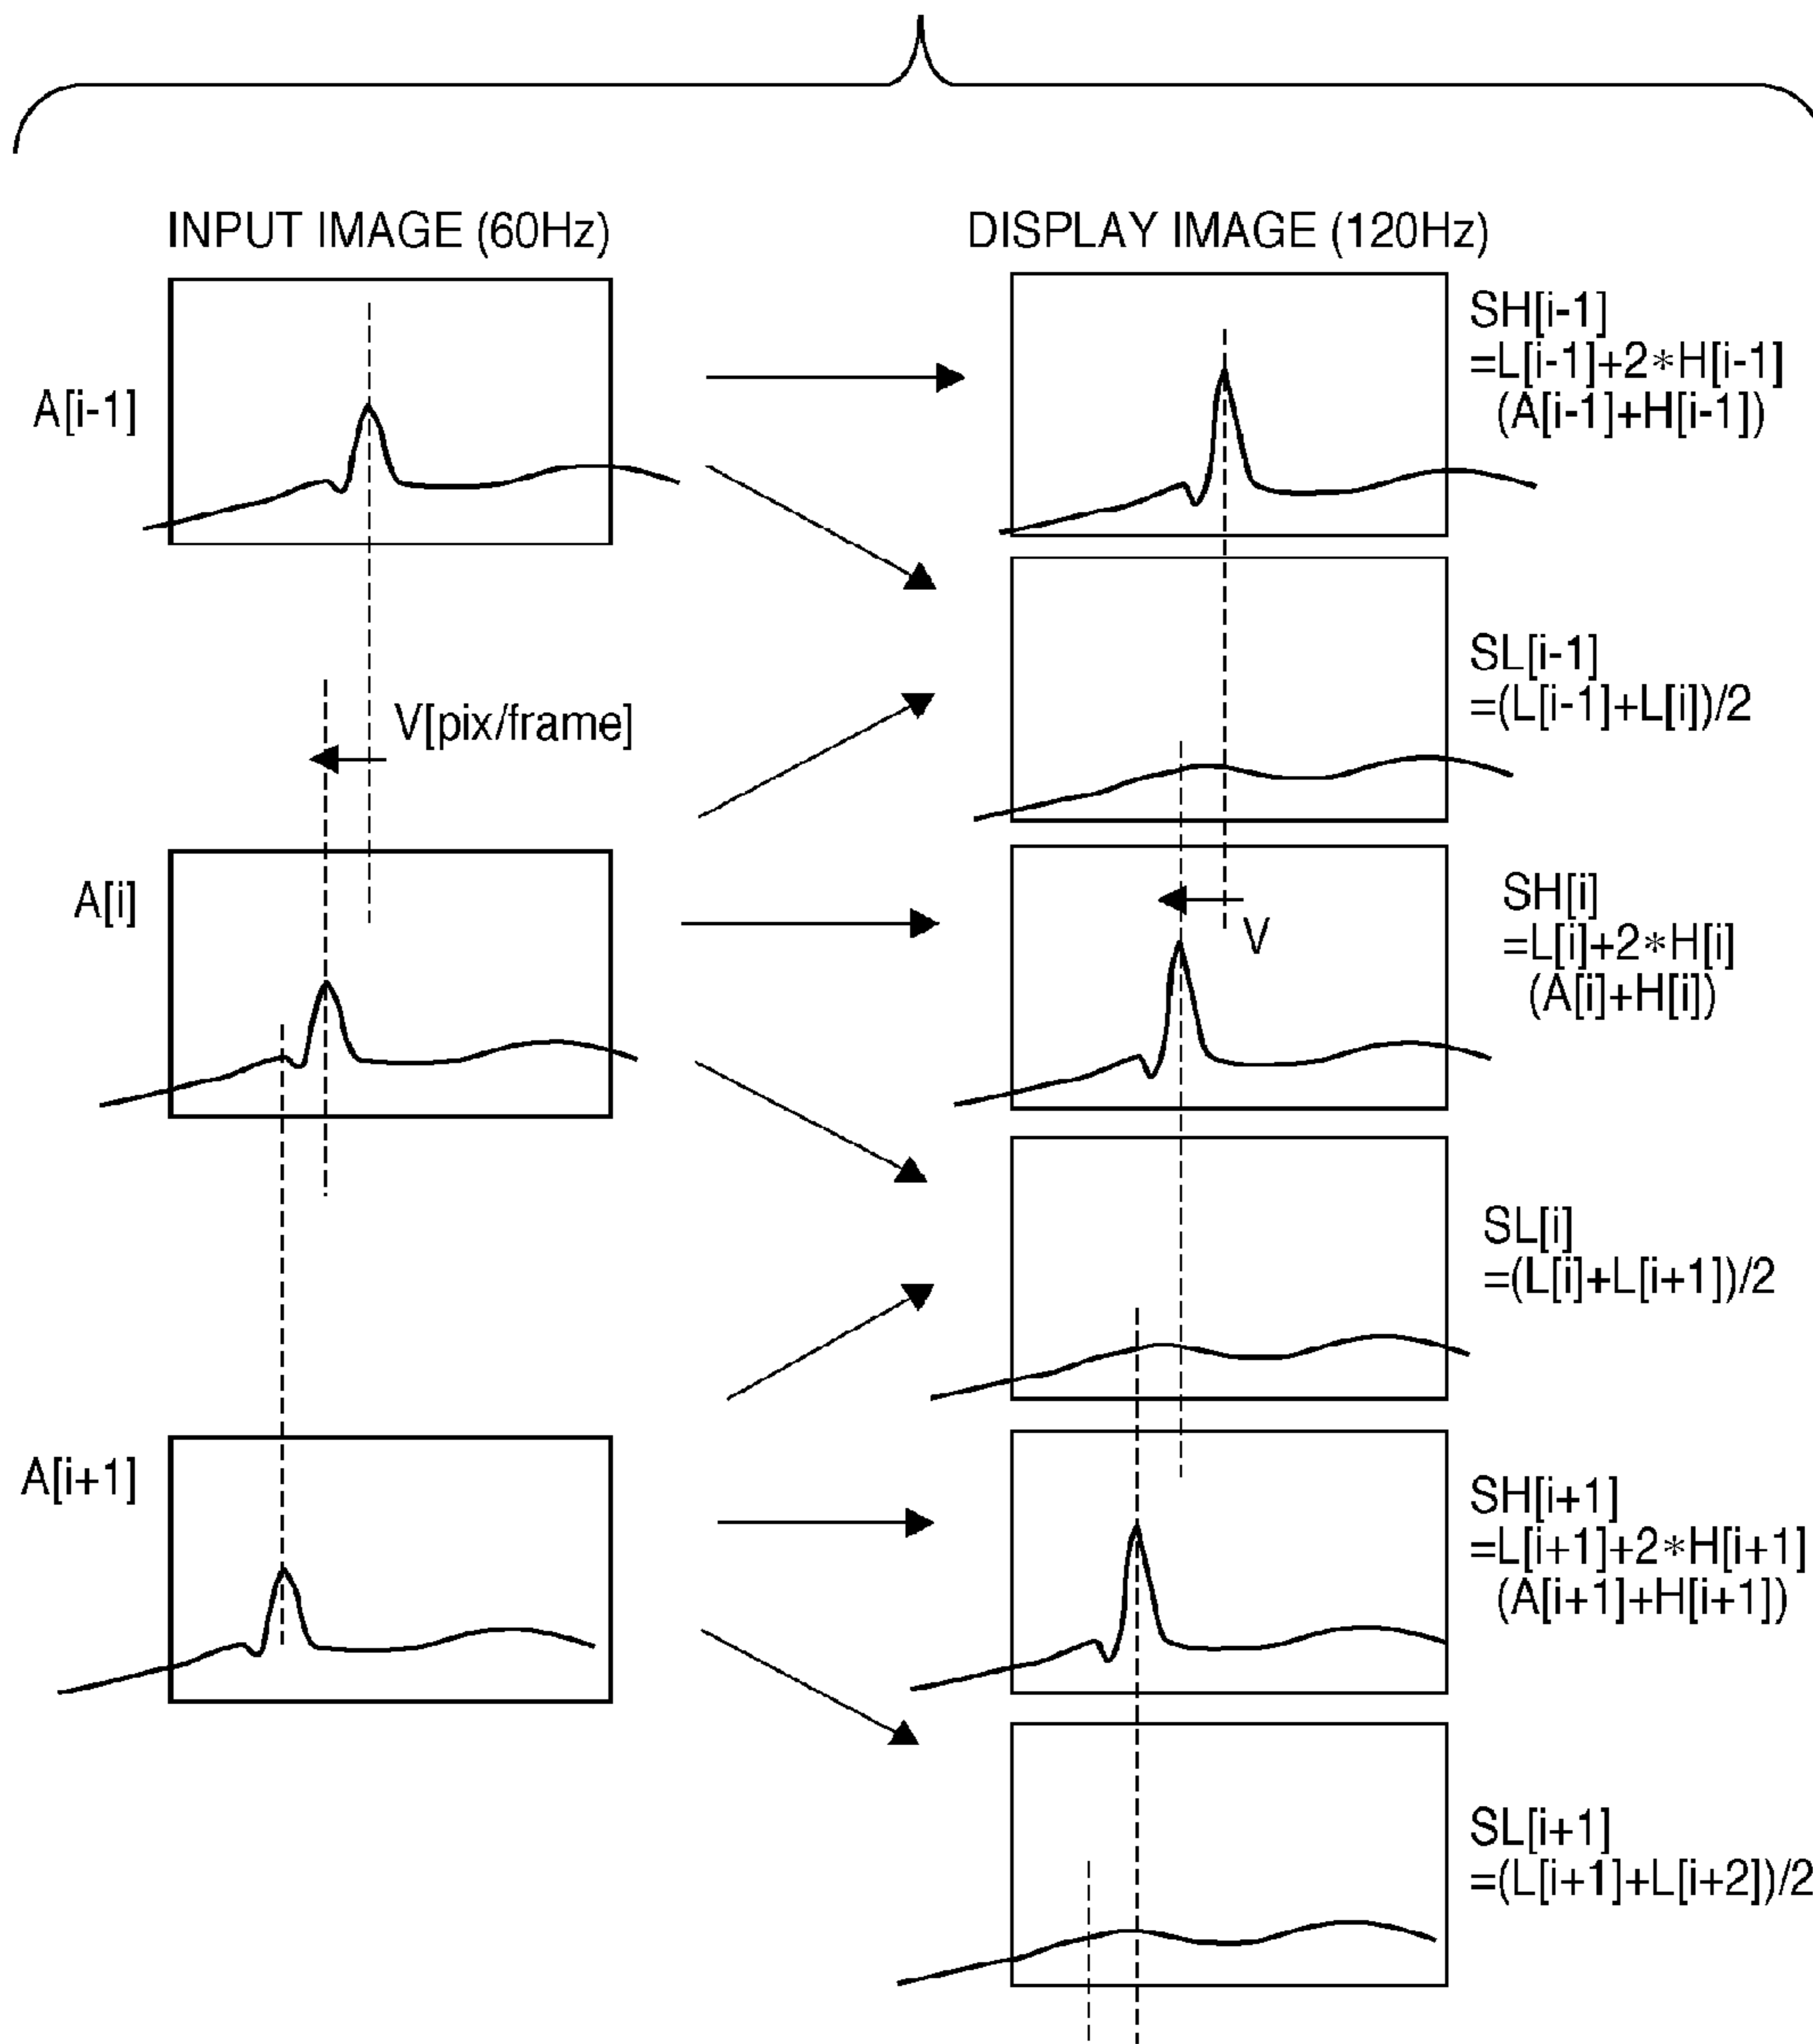 INPUT IMAGE (60Hz)
DISPLAY IMAGE (120Hz)
A[i-1]
SH[i-1]
=L[i-1]+2*H[i-1]
(A[i-1]+H[i-1])
SL[i-1]
=(L[i-1]+L[i])/2
V[pix/frame]
A[i]
SH[i]
=L[i]+2*H[i]
(A[i]+H[i])
V
SL[i]
=(L[i]+L[i+1])/2
A[i+1]
SH[i+1]
=L[i+1]+2*H[i+1]
(A[i+1]+H[i+1])
SL[i+1]
=(L[i+1]+L[i+2])/2